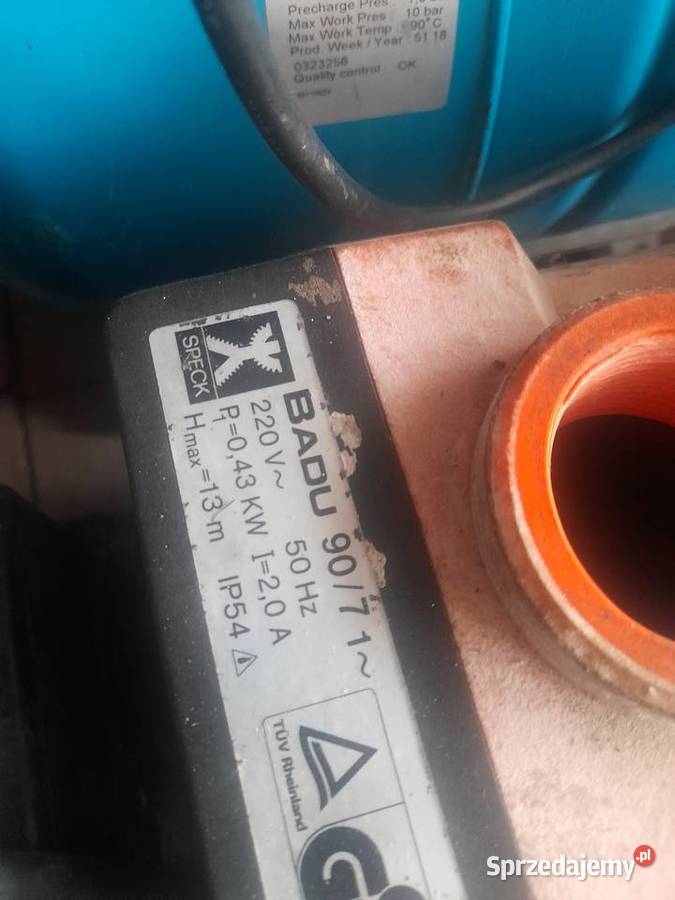 Precharge Pres
Max Work Pres : 10 bar
Max Work Temp : 90°C
Prod. Week / Year : 51 18
0323256
Quality control OK
SPECK
BADU 90/7 1~
220 V~ 50 Hz
P1=0,43 KW I=2,0 A
Hmax=13 m IP54
TÜV Rheinland
G
Sprzedajemy.pl